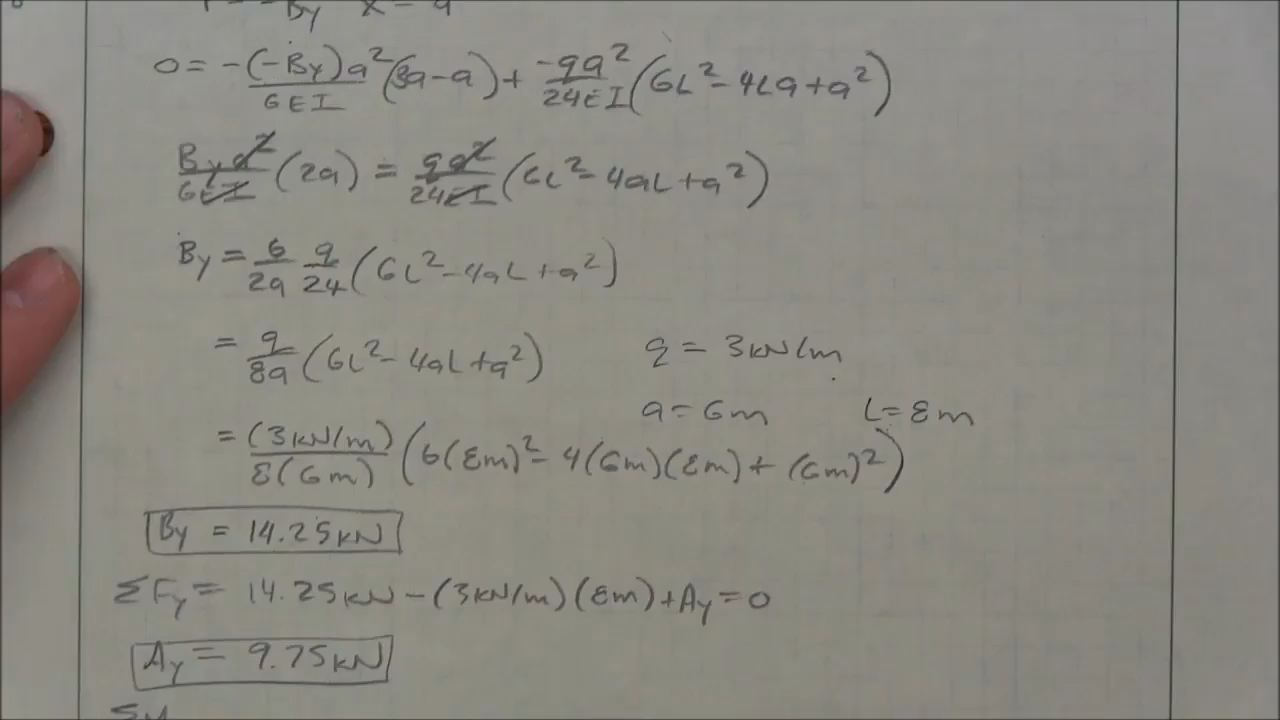 By x = a
0 = -(-By)a²/6EI (3a-a) + -qa²/24EI (6L² - 4La + a²)
Bya²/6EI (2a) = qa²/24EI (6L² - 4aL + a²)
By = 6/2a q/24 (6L² - 4aL + a²)
= q/8a (6L² - 4aL + a²) q = 3kN/m
a = 6m L = 8m
= (3kN/m)/8(6m) (6(8m)² - 4(6m)(8m) + (6m)²)
By = 14.25kN
ΣFy = 14.25kN - (3kN/m)(8m) + Ay = 0
Ay = 9.75kN